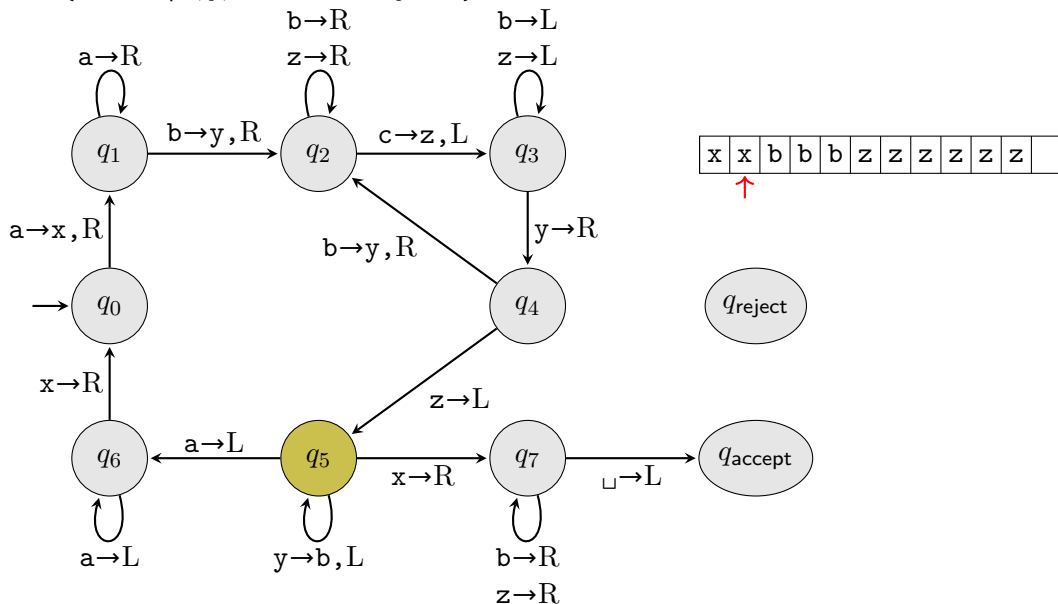 b→R
b→L
a→R
z→R
z→L
q1
b→y,R
q2
c→z,L
q3
x x b b b z z z z z z
a→x,R
b→y,R
y→R
q0
q4
qreject
x→R
z→L
q6
a→L
q5
x→R
q7
␣→L
qaccept
a→L
y→b,L
b→R
z→R